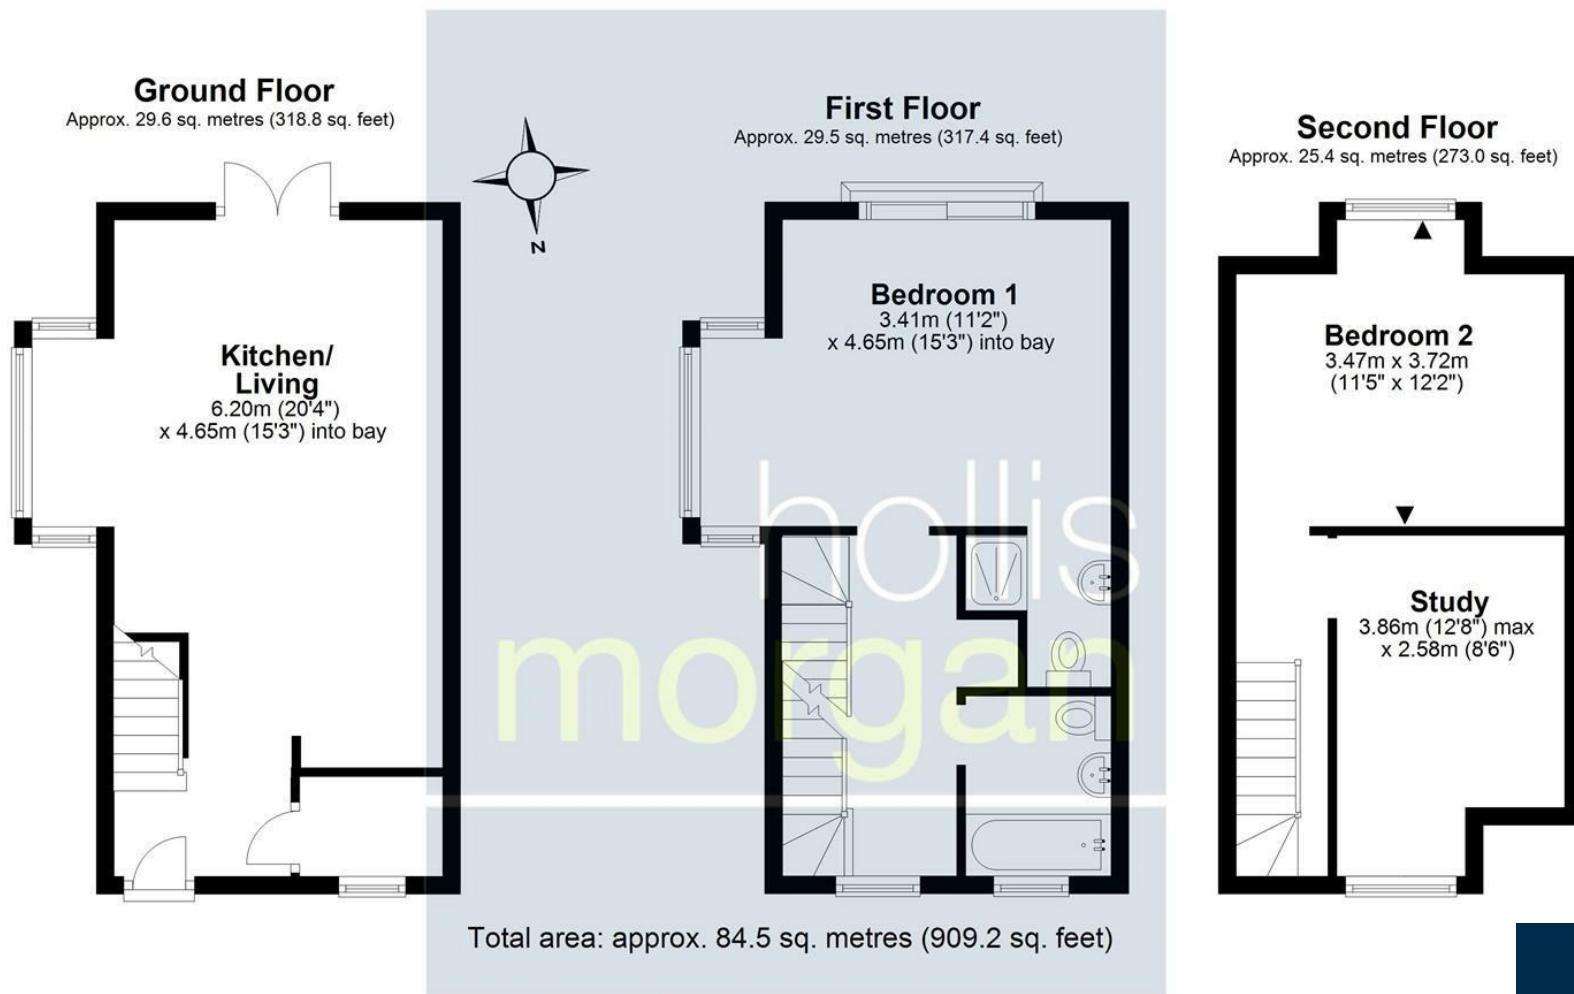 Ground Floor
Approx. 29.6 sq. metres (318.8 sq. feet)
First Floor
Approx. 29.5 sq. metres (317.4 sq. feet)
Second Floor
Approx. 25.4 sq. metres (273.0 sq. feet)
N
Kitchen/
Living
6.20m (20'4")
x 4.65m (15'3") into bay
Bedroom 1
3.41m (11'2")
x 4.65m (15'3") into bay
Bedroom 2
3.47m x 3.72m
(11'5" x 12'2")
Study
3.86m (12'8") max
x 2.58m (8'6")
hollis
morgan
Total area: approx. 84.5 sq. metres (909.2 sq. feet)